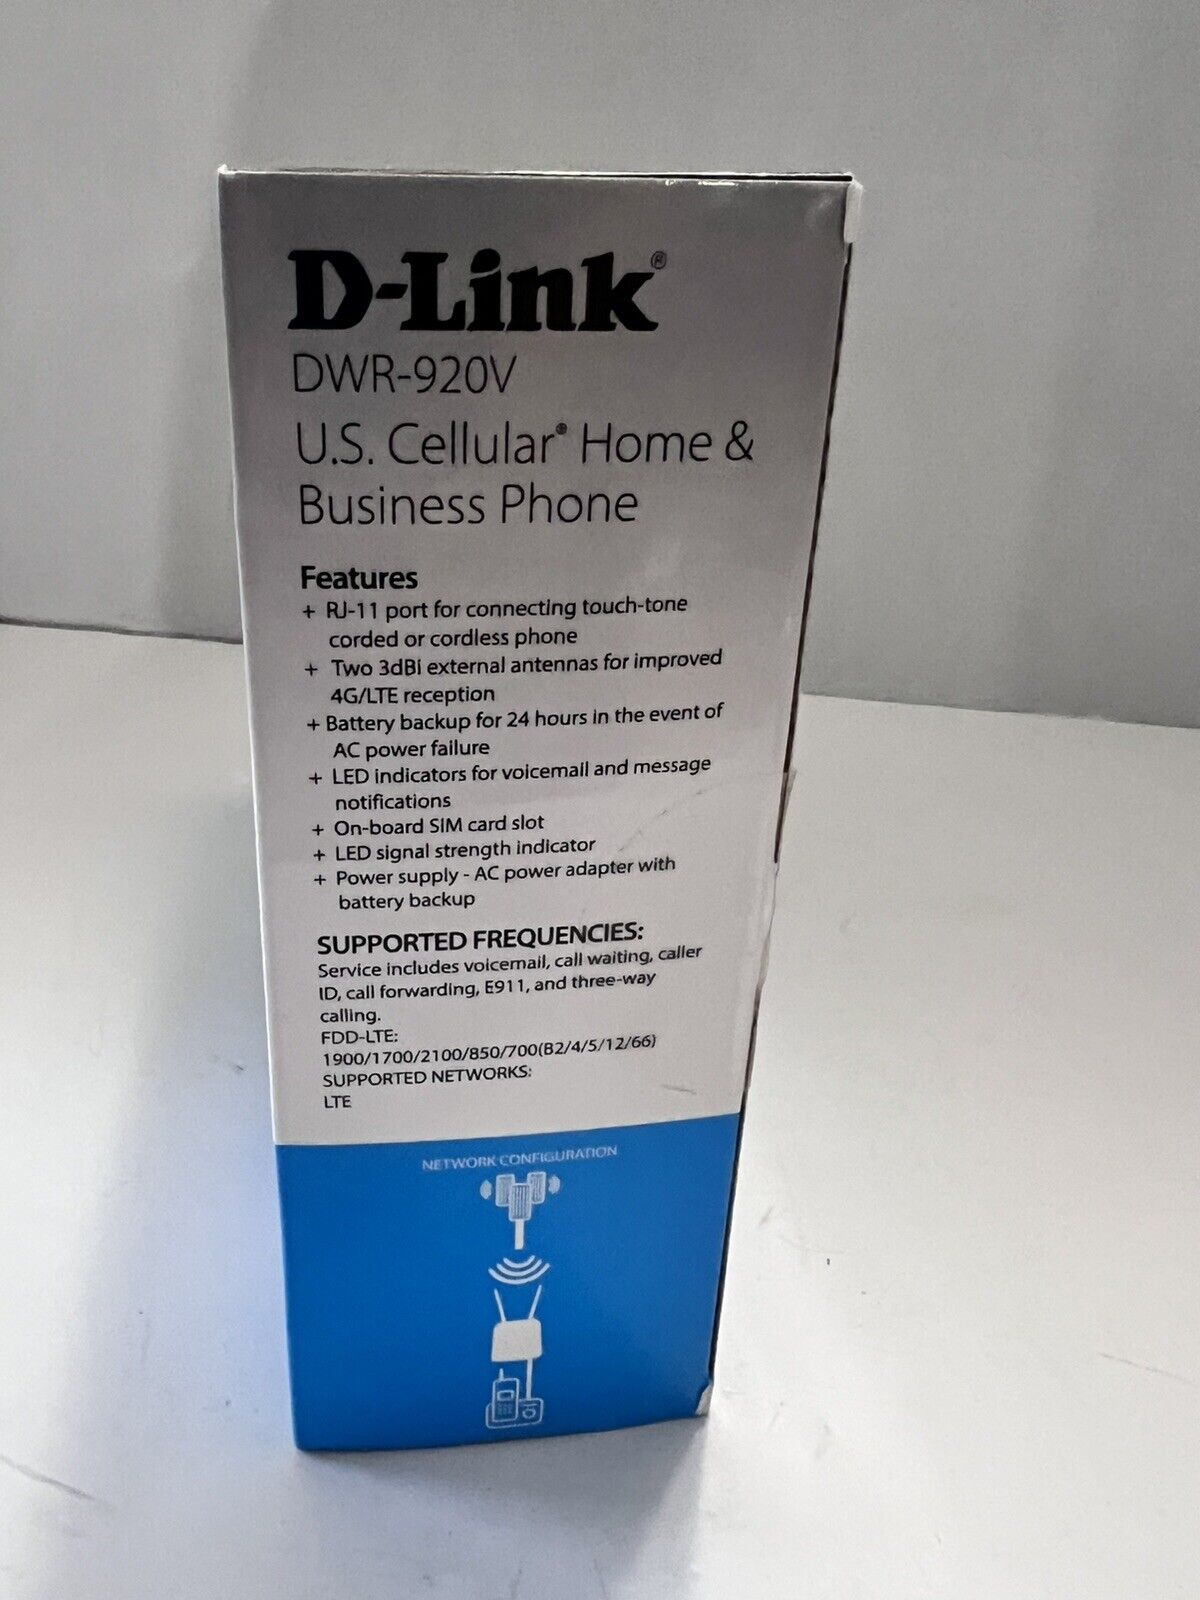 D-Link®
DWR-920V
U.S. Cellular® Home &
Business Phone
Features
+ RJ-11 port for connecting touch-tone
corded or cordless phone
+ Two 3dBi external antennas for improved
4G/LTE reception
+ Battery backup for 24 hours in the event of
AC power failure
+ LED indicators for voicemail and message
notifications
+ On-board SIM card slot
+ LED signal strength indicator
+ Power supply - AC power adapter with
battery backup
SUPPORTED FREQUENCIES:
Service includes voicemail, call waiting, caller
ID, call forwarding, E911, and three-way
calling.
FDD-LTE:
1900/1700/2100/850/700(B2/4/5/12/66)
SUPPORTED NETWORKS:
LTE
NETWORK CONFIGURATION